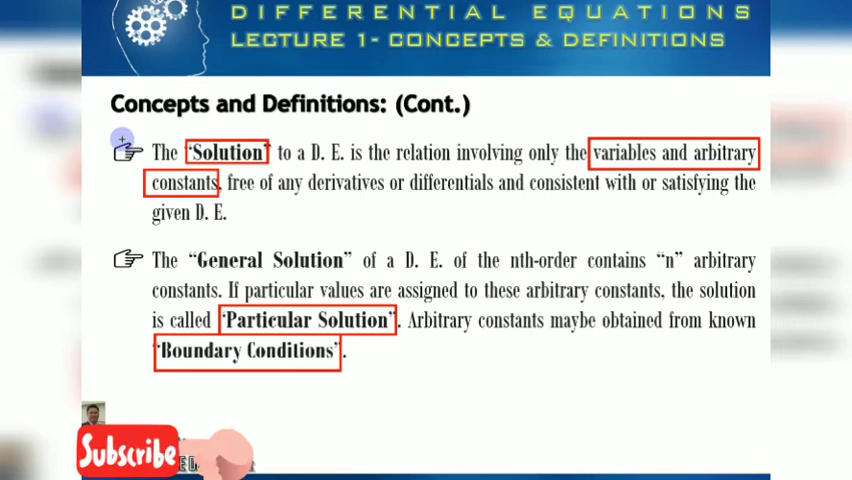 DIFFERENTIAL EQUATIONS
LECTURE 1- CONCEPTS & DEFINITIONS
Concepts and Definitions: (Cont.)
The "Solution" to a D. E. is the relation involving only the variables and arbitrary
constants, free of any derivatives or differentials and consistent with or satisfying the
given D. E.
The "General Solution" of a D. E. of the nth-order contains "n" arbitrary
constants. If particular values are assigned to these arbitrary constants, the solution
is called "Particular Solution". Arbitrary constants maybe obtained from known
"Boundary Conditions".
Subscribe